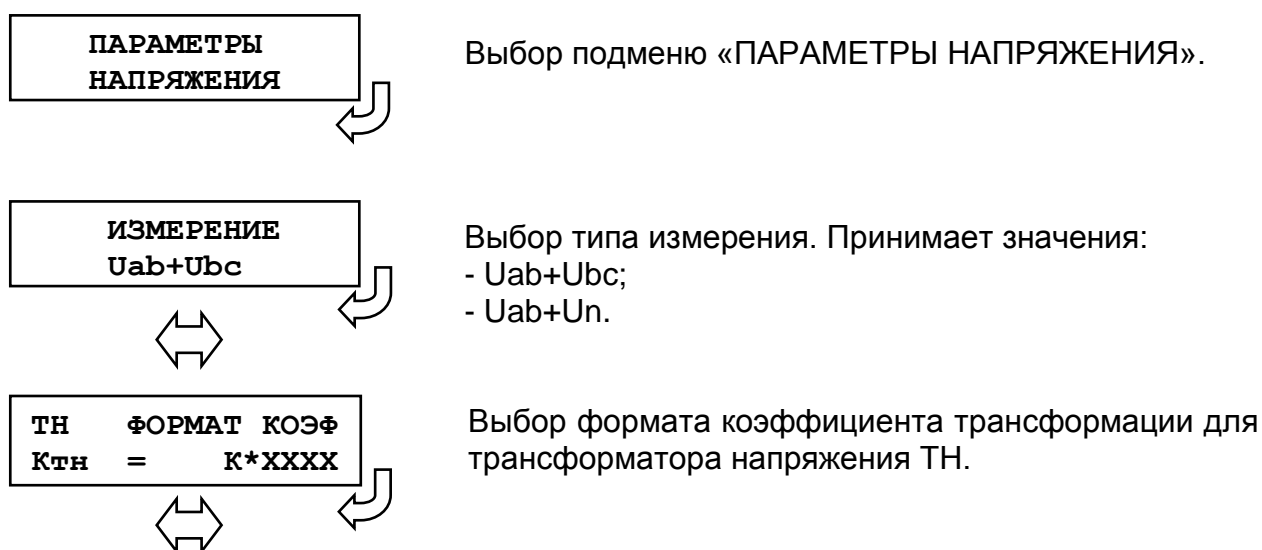 ПАРАМЕТРЫ
НАПРЯЖЕНИЯ
Выбор подменю «ПАРАМЕТРЫ НАПРЯЖЕНИЯ».
ИЗМЕРЕНИЕ
Uab+Ubc
Выбор типа измерения. Принимает значения:
- Uab+Ubc;
- Uab+Un.
ТН ФОРМАТ КОЭФ
Ктн = К*ХХХХ
Выбор формата коэффициента трансформации для
трансформатора напряжения ТН.